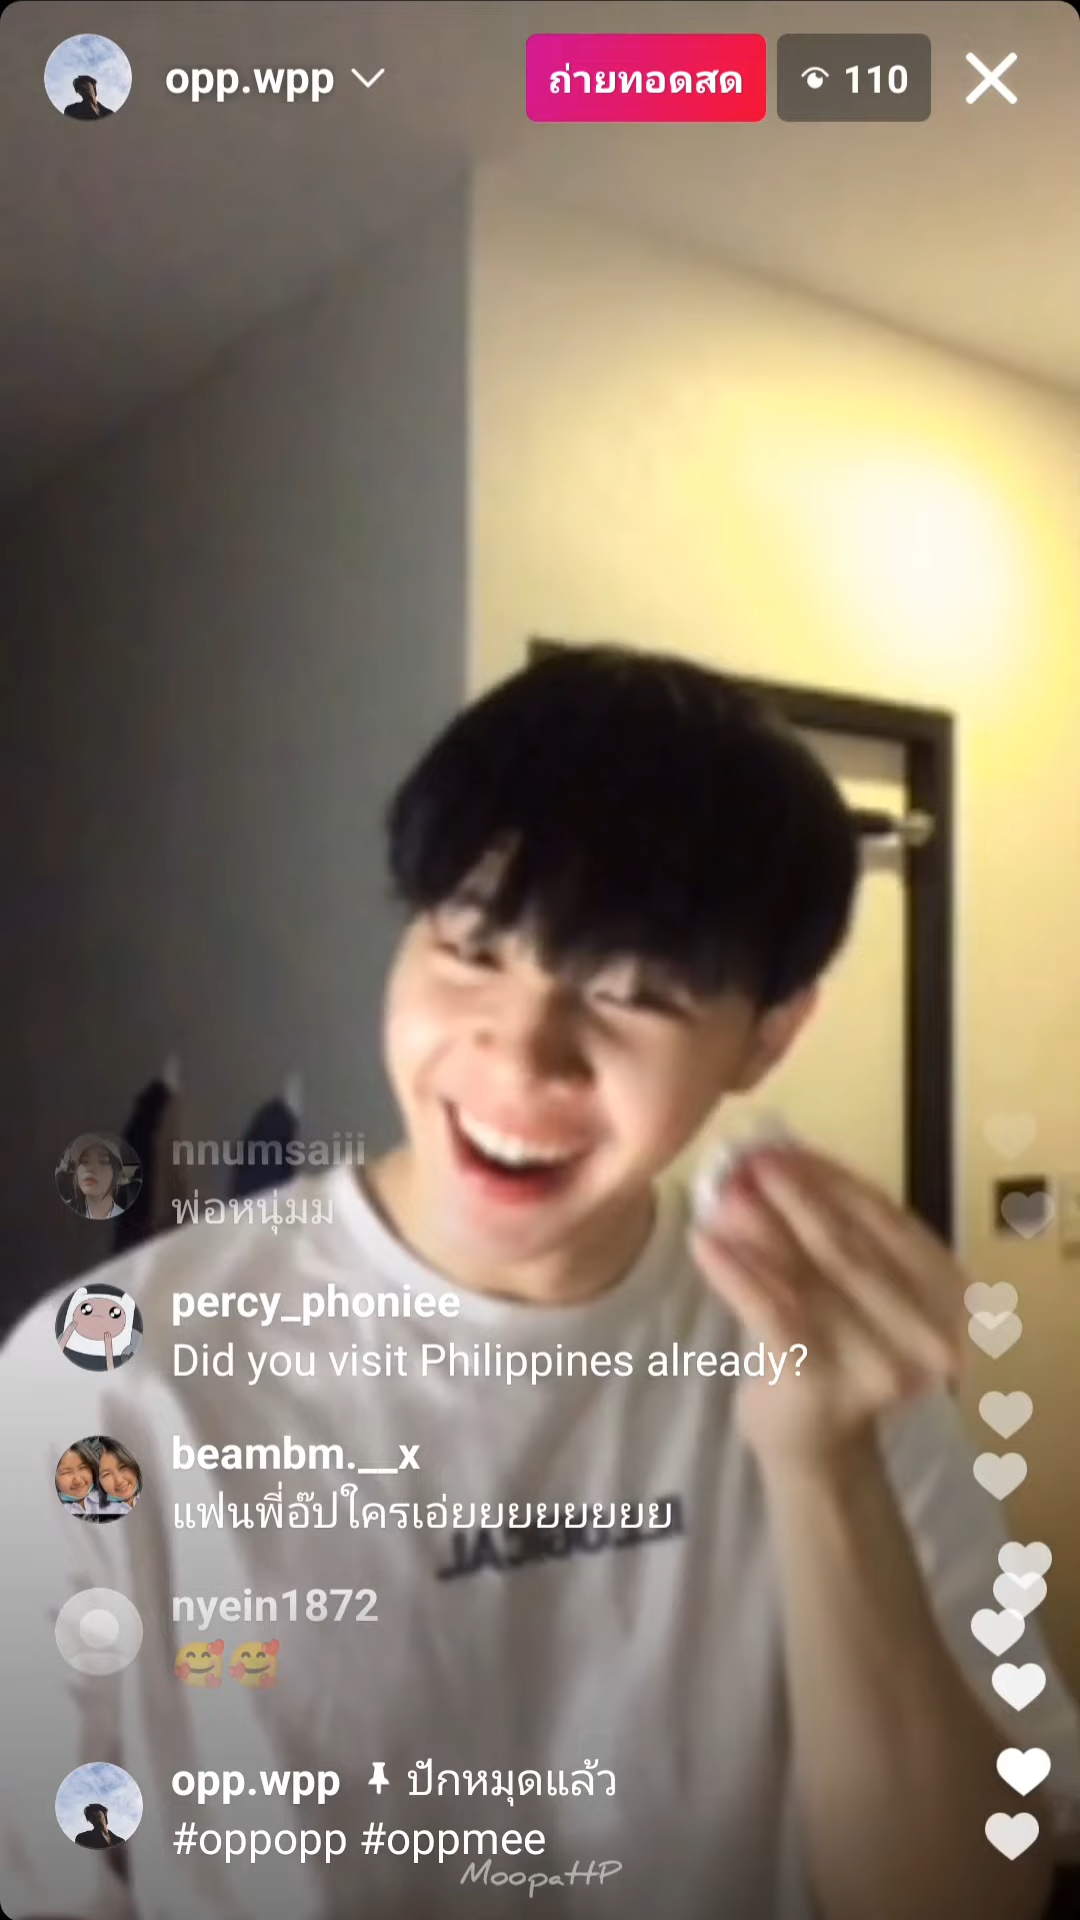 opp.wpp
ถ่ายทอดสด
110
nnumsaiii
พ่อหนุ่มม
percy_phoniee
Did you visit Philippines already?
beambm.__x
แฟนพี่อ๊ปใครเอ่ยยยยยยยย
nyein1872
🥰🥰
opp.wpp ปักหมุดแล้ว
#oppopp #oppmee
MoopaHP